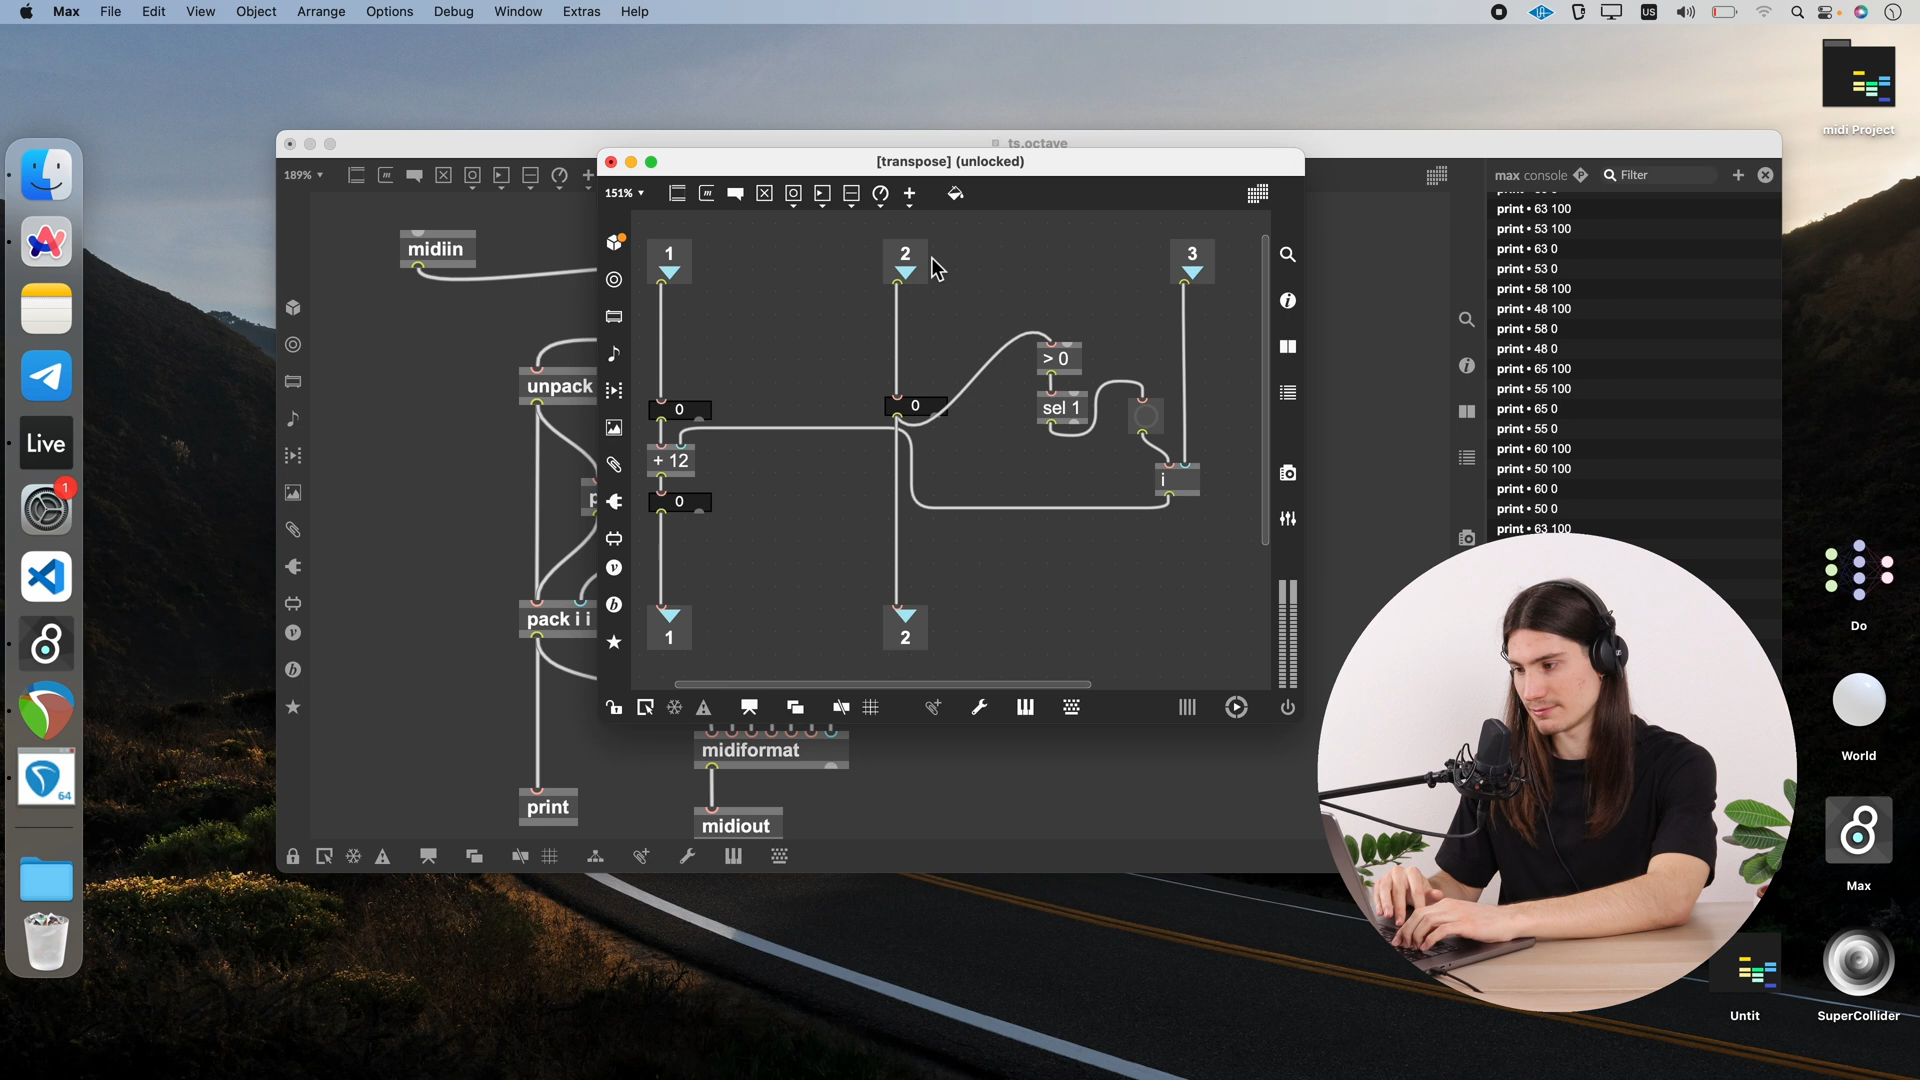 Max File Edit View Object Arrange Options Debug Window Extras Help
US
midi Project
ts.octave
[transpose] (unlocked)
189%
151%
max console
Filter
midiin
unpack
pack i i
print
midiformat
midiout
1
2
3
0
0
> 0
sel 1
+ 12
i
0
1
2
print • 63 100
print • 53 100
print • 63 0
print • 53 0
print • 58 100
print • 48 100
print • 58 0
print • 48 0
print • 65 100
print • 55 100
print • 65 0
print • 55 0
print • 60 100
print • 50 100
print • 60 0
print • 50 0
print • 63 100
Live
1
64
Do
World
Max
Untit
SuperCollider